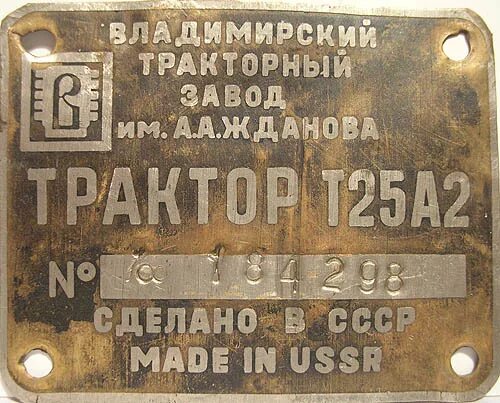 ВЛАДИМИРСКИЙ
ТРАКТОРНЫЙ
ЗАВОД
им. А.А.ЖДАНОВА
ТРАКТОР Т25А2
№ ∞ 184298
СДЕЛАНО В СССР
MADE IN USSR